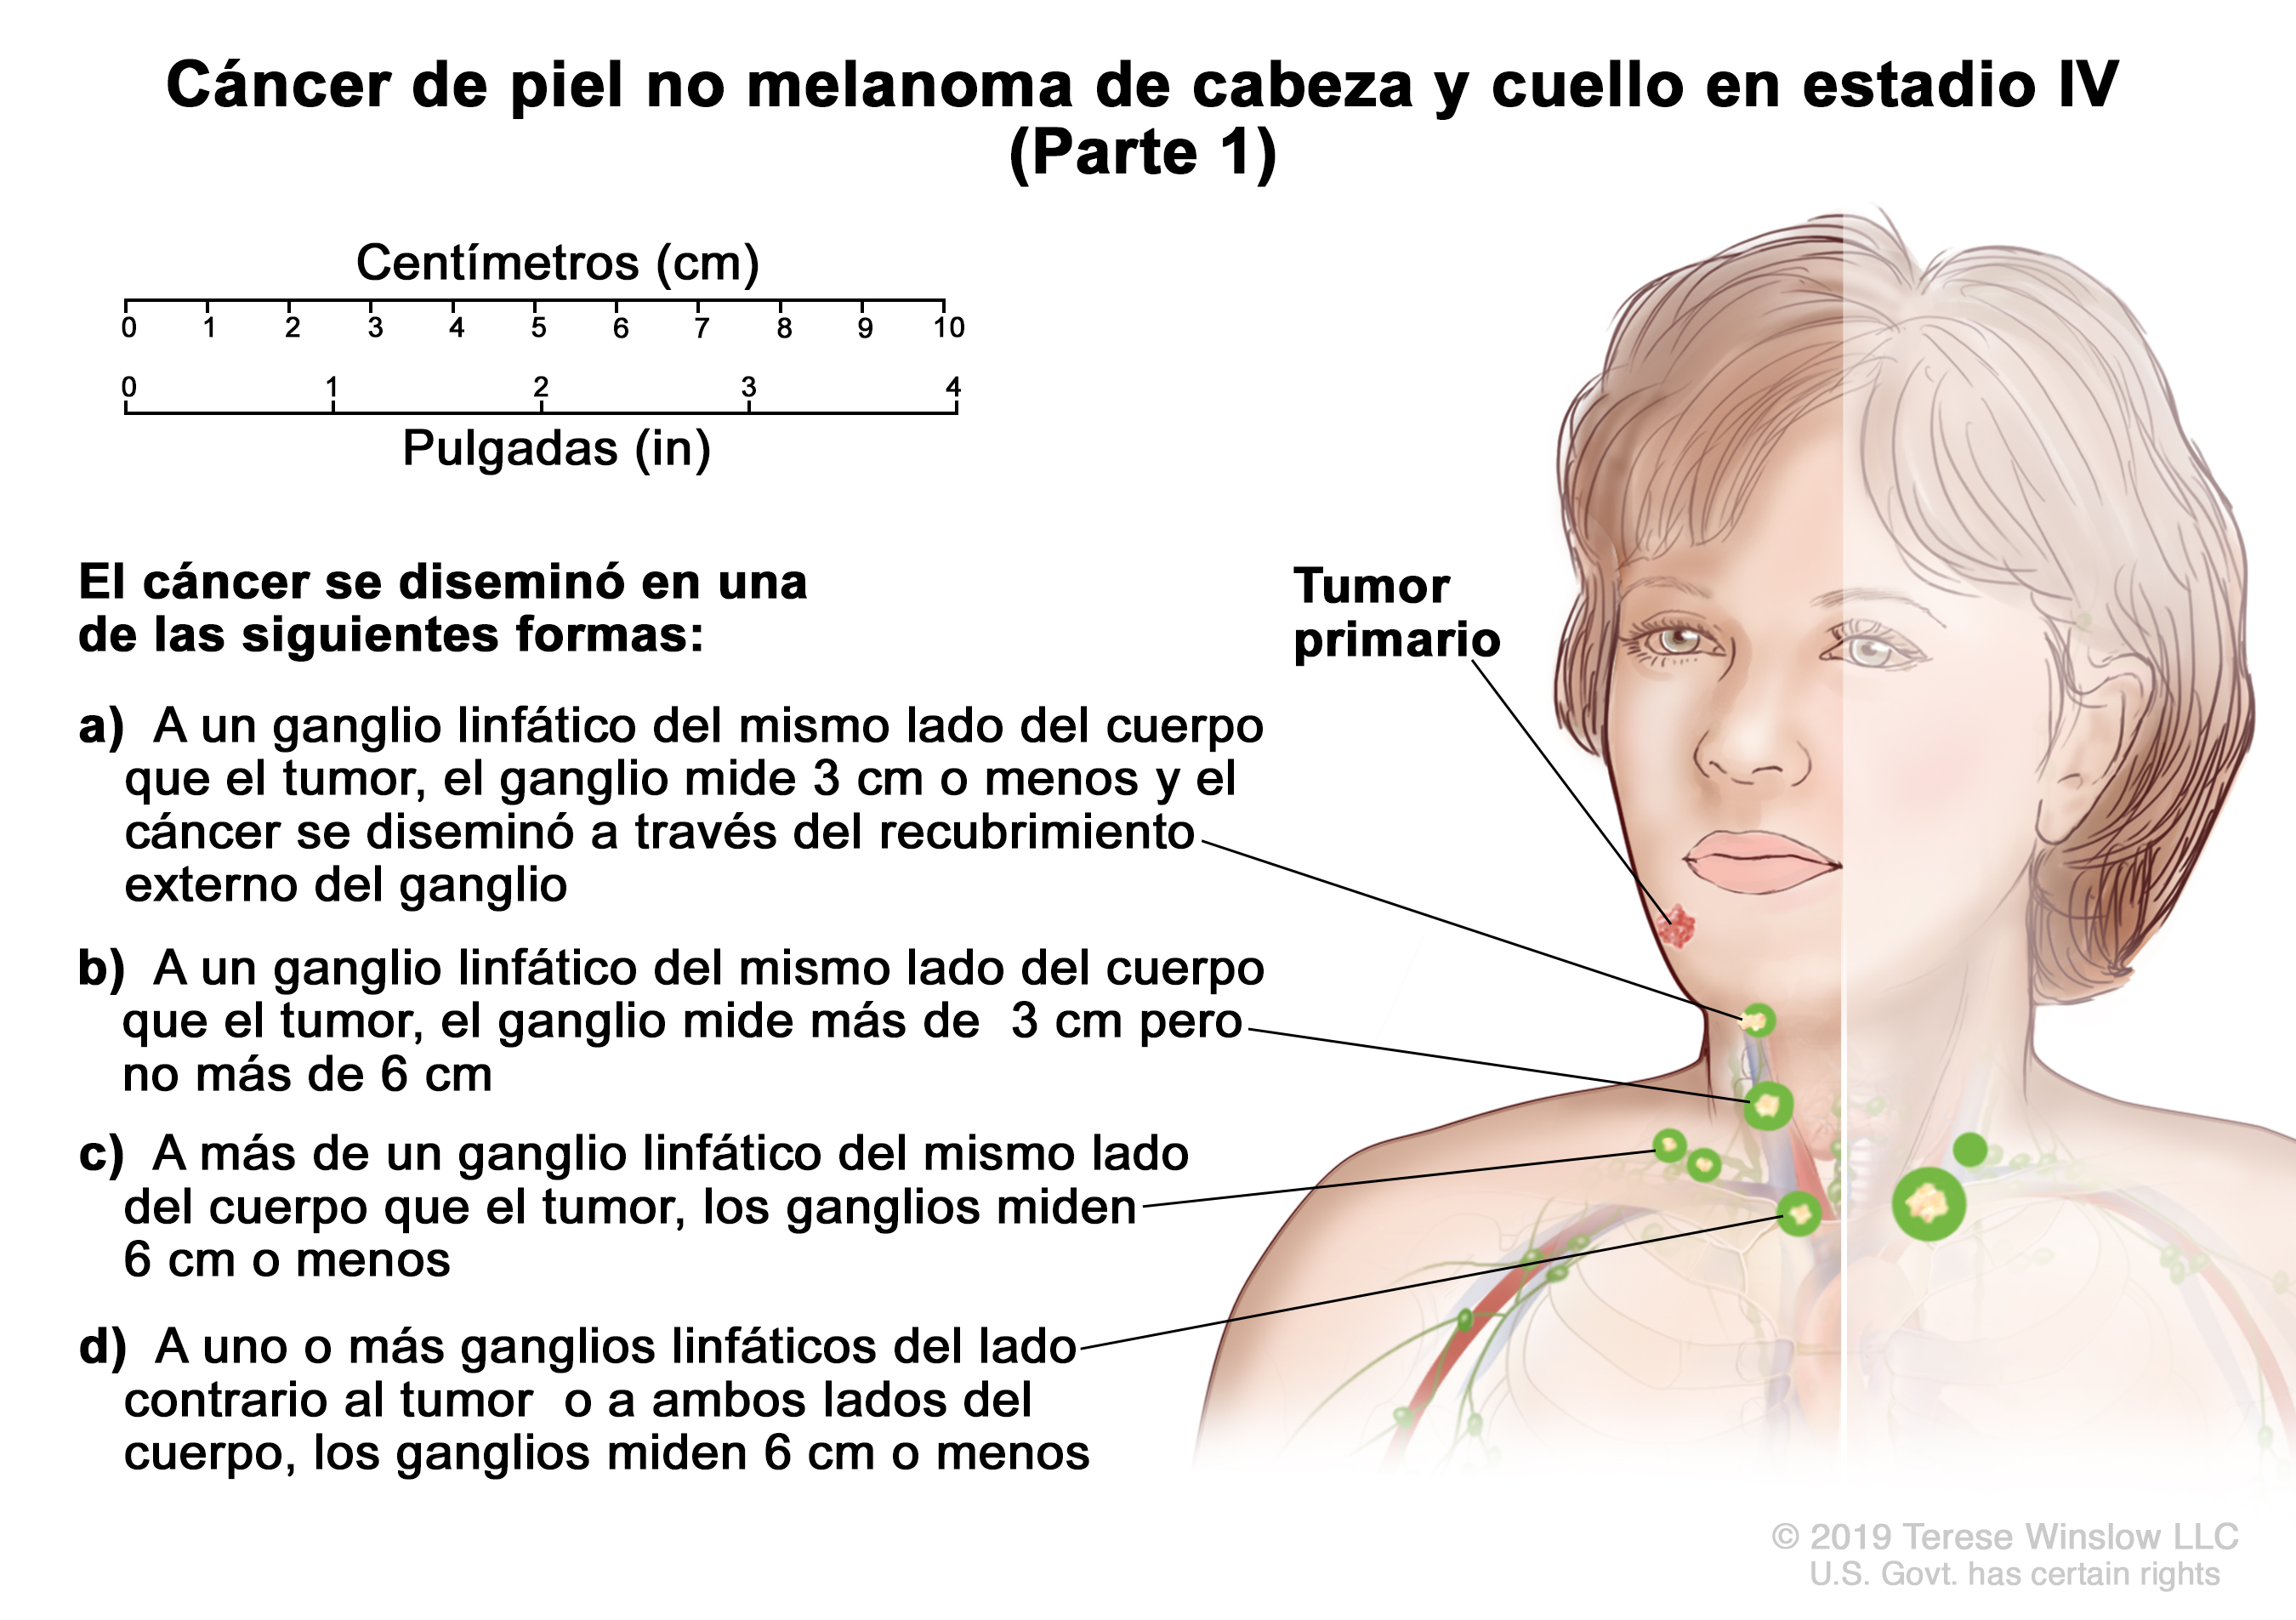 Cáncer de piel no melanoma de cabeza y cuello en estadio IV
(Parte 1)
Centímetros (cm)
0 1 2 3 4 5 6 7 8 9 10
0 1 2 3 4
Pulgadas (in)
El cáncer se diseminó en una
de las siguientes formas:
Tumor
primario
a) A un ganglio linfático del mismo lado del cuerpo
que el tumor, el ganglio mide 3 cm o menos y el
cáncer se diseminó a través del recubrimiento
externo del ganglio
b) A un ganglio linfático del mismo lado del cuerpo
que el tumor, el ganglio mide más de 3 cm pero
no más de 6 cm
c) A más de un ganglio linfático del mismo lado
del cuerpo que el tumor, los ganglios miden
6 cm o menos
d) A uno o más ganglios linfáticos del lado
contrario al tumor o a ambos lados del
cuerpo, los ganglios miden 6 cm o menos
© 2019 Terese Winslow LLC
U.S. Govt. has certain rights